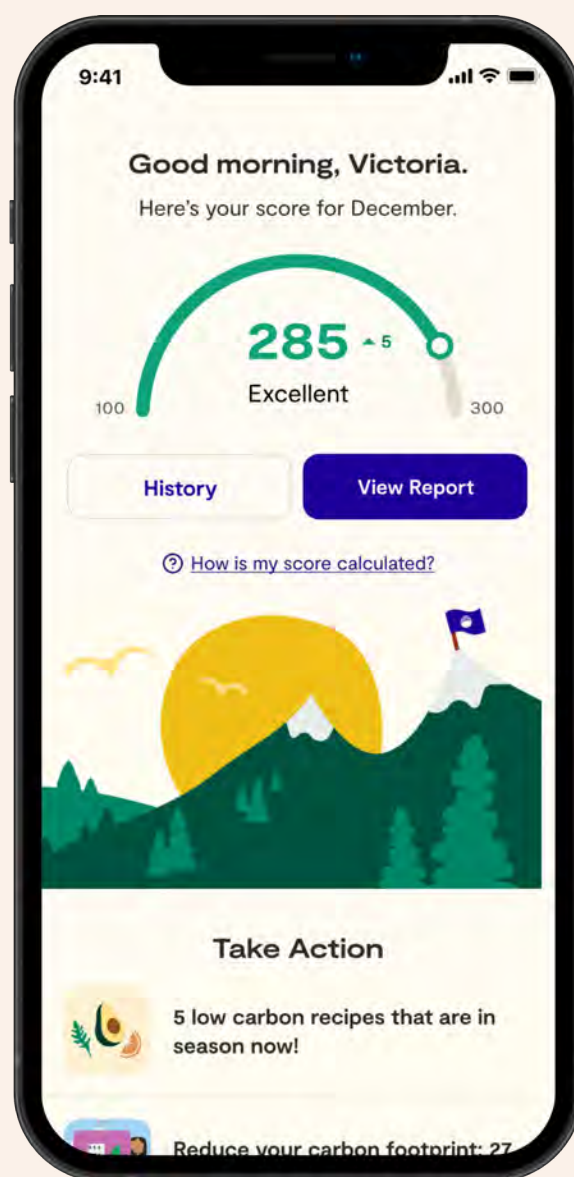 9:41
Good morning, Victoria.
Here's your score for December.
285 5
Excellent
100
300
History
View Report
How is my score calculated?
Take Action
5 low carbon recipes that are in
season now!
Reduce your carbon footprint: 27